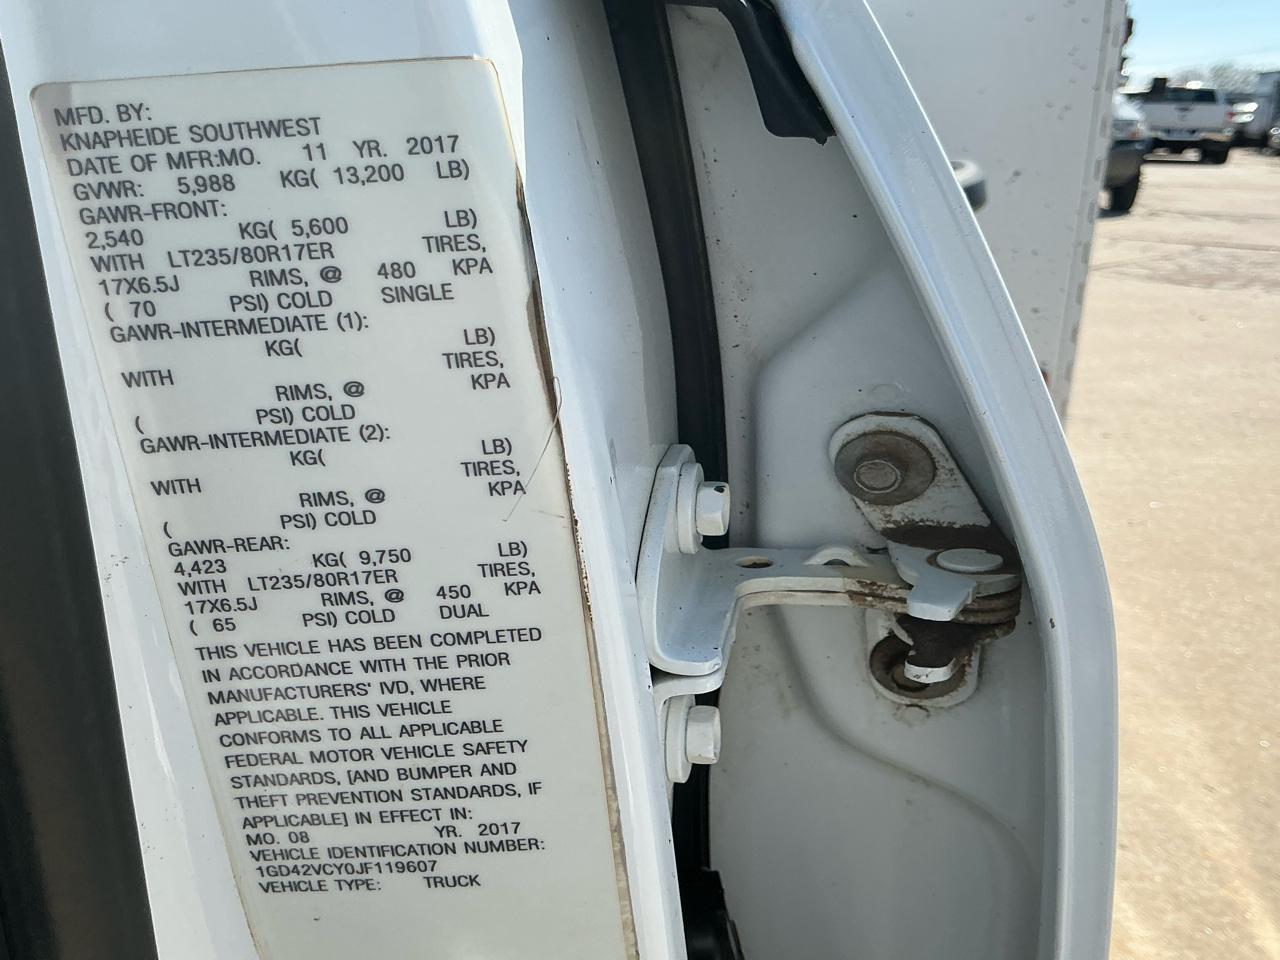 MFD. BY:
KNAPHEIDE SOUTHWEST
DATE OF MFR:MO. 11 YR. 2017
GVWR: 5,988 KG( 13,200 LB)
GAWR-FRONT:
2,540 KG( 5,600 LB)
WITH LT235/80R17ER TIRES,
17X6.5J RIMS, @ 480 KPA
( 70 PSI) COLD SINGLE
GAWR-INTERMEDIATE (1):
KG( LB)
WITH TIRES,
RIMS, @ KPA
( PSI) COLD
GAWR-INTERMEDIATE (2):
KG( LB)
WITH TIRES,
RIMS, @ KPA
( PSI) COLD
GAWR-REAR:
4,423 KG( 9,750 LB)
WITH LT235/80R17ER TIRES,
17X6.5J RIMS, @ 450 KPA
( 65 PSI) COLD DUAL
THIS VEHICLE HAS BEEN COMPLETED
IN ACCORDANCE WITH THE PRIOR
MANUFACTURERS' IVD, WHERE
APPLICABLE. THIS VEHICLE
CONFORMS TO ALL APPLICABLE
FEDERAL MOTOR VEHICLE SAFETY
STANDARDS, [AND BUMPER AND
THEFT PREVENTION STANDARDS, IF
APPLICABLE] IN EFFECT IN:
MO. 08 YR. 2017
VEHICLE IDENTIFICATION NUMBER:
1GD42VCY0JF119607
VEHICLE TYPE: TRUCK